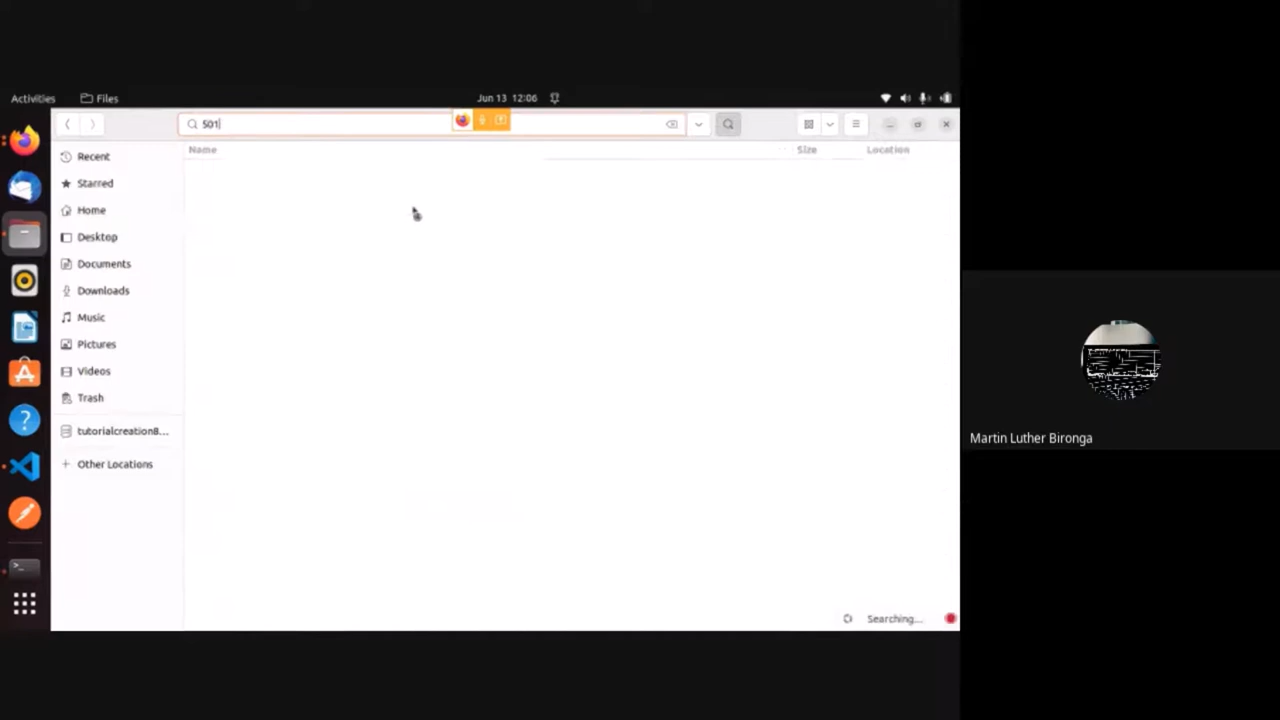 Activities Files Jun 13 12:06
501
Name Size Location
Recent
Starred
Home
Desktop
Documents
Downloads
Music
Pictures
Videos
Trash
tutorialcreation8...
Other Locations
Searching...
Martin Luther Bironga